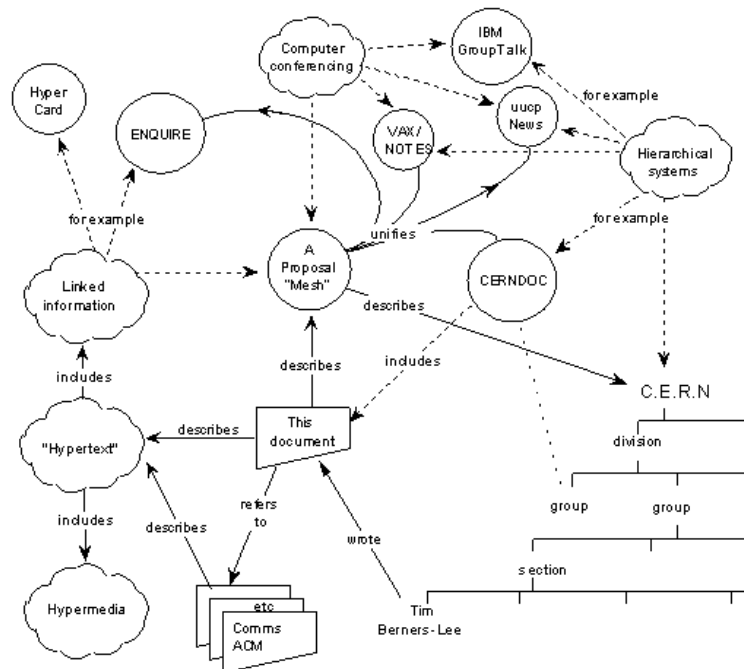 IBM
GroupTalk
Computer
conferencing
Hyper
Card
for example
uucp
News
ENQUIRE
VAX/
NOTES
Hierarchical
systems
for example
for example
unifies
A
Proposal
"Mesh"
Linked
information
CERNDOC
describes
describes
includes
includes
C.E.R.N
This
document
describes
division
"Hypertext"
refers
to
group
group
includes
describes
wrote
section
etc
Hypermedia
Comms
ACM
Tim
Berners-Lee